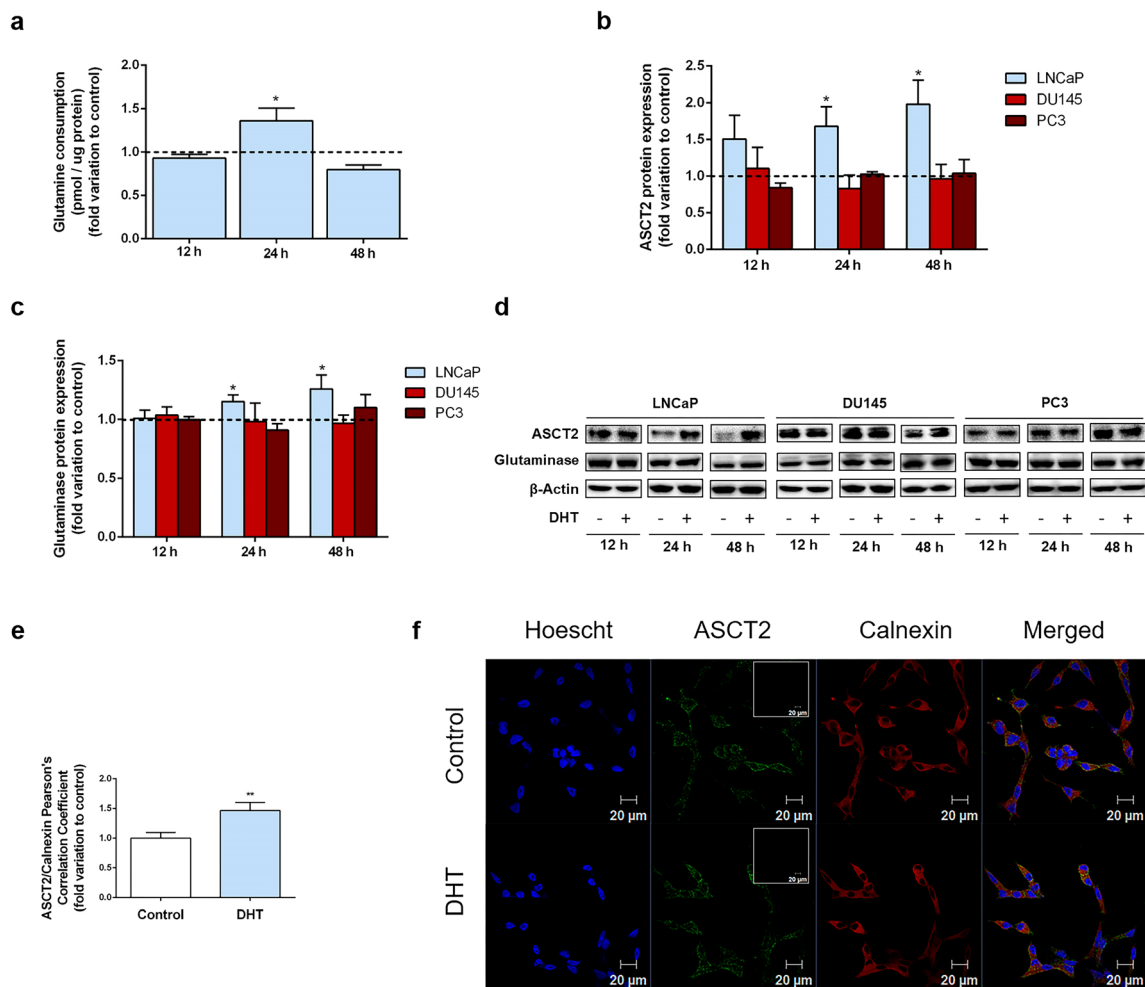 a
Glutamine consumption
(pmol / ug protein)
(fold variation to control)
2.0
1.5
1.0
0.5
0.0
*
12 h
24 h
48 h
b
ASCT2 protein expression
(fold variation to control)
2.5
2.0
1.5
1.0
0.5
0.0
*
*
12 h
24 h
48 h
LNCaP
DU145
PC3
c
Glutaminase protein expression
(fold variation to control)
1.5
1.0
0.5
0.0
*
*
12 h
24 h
48 h
LNCaP
DU145
PC3
d
LNCaP DU145 PC3
ASCT2
Glutaminase
β-Actin
DHT - + - + - + - + - + - + - + - + - +
12 h 24 h 48 h 12 h 24 h 48 h 12 h 24 h 48 h
e
ASCT2/Calnexin Pearson's
Correlation Coefficient
(fold variation to control)
2.0
1.5
1.0
0.5
0.0
**
Control
DHT
f
Hoescht ASCT2 Calnexin Merged
Control
20 µm
20 µm 20 µm 20 µm 20 µm
DHT
20 µm
20 µm 20 µm 20 µm 20 µm